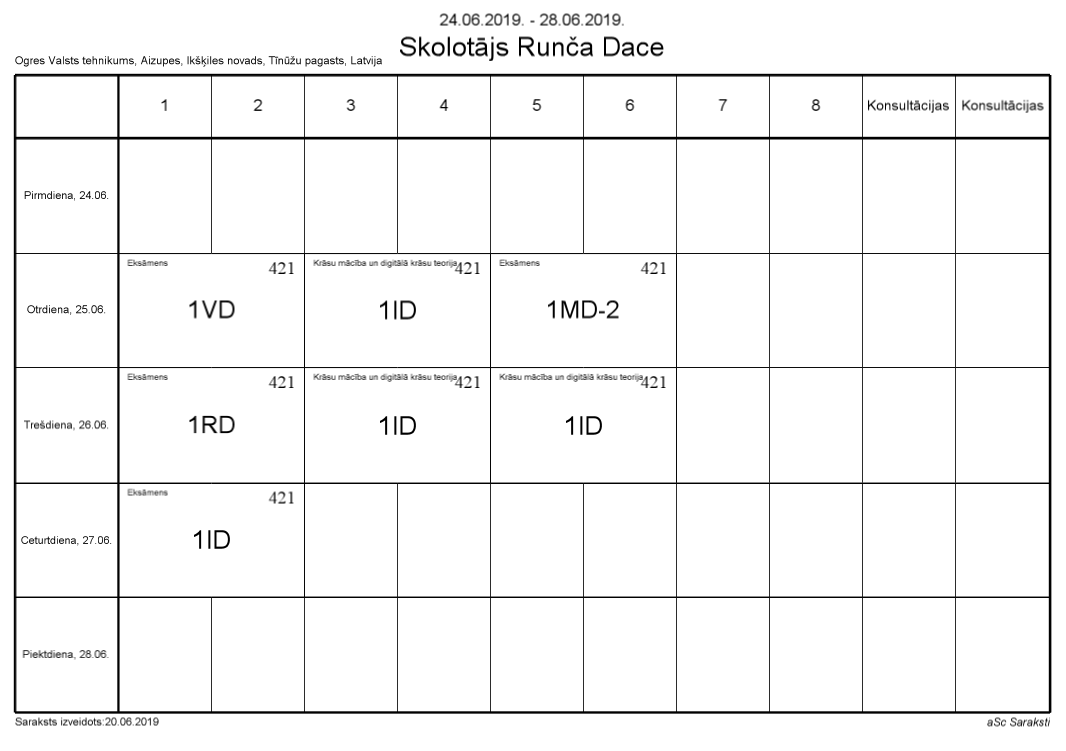 24.06.2019. - 28.06.2019.
Skolotājs Runča Dace
Ogres Valsts tehnikums, Aizupes, Ikšķiles novads, Tīnūžu pagasts, Latvija
1 2 3 4 5 6 7 8 Konsultācijas Konsultācijas
Pirmdiena, 24.06.
Eksāmens 421 Krāsu mācība un digitālā krāsu teorija 421 Eksāmens 421
Otrdiena, 25.06. 1VD 1ID 1MD-2
Eksāmens 421 Krāsu mācība un digitālā krāsu teorija 421 Krāsu mācība un digitālā krāsu teorija 421
Trešdiena, 26.06. 1RD 1ID 1ID
Eksāmens 421
Ceturtdiena, 27.06. 1ID
Piektdiena, 28.06.
Saraksts izveidots:20.06.2019 aSc Saraksti